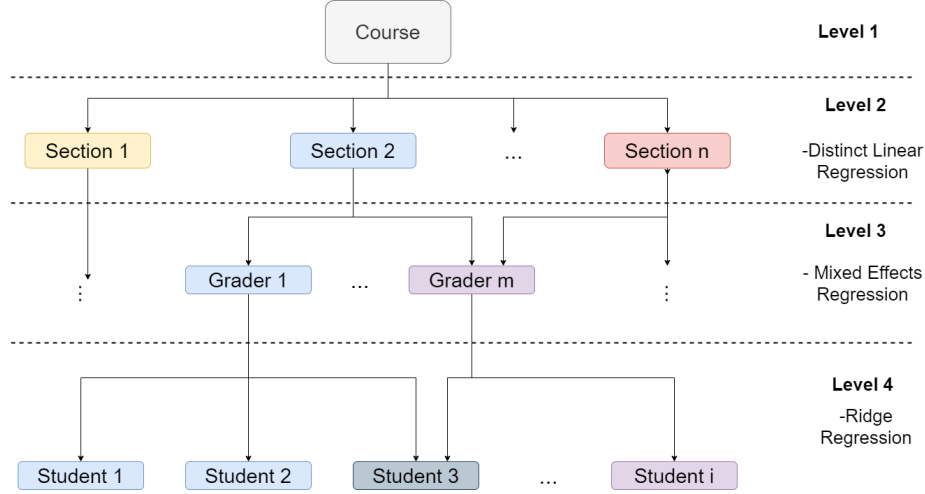 Course
Level 1
Level 2
Section 1
Section 2
...
Section n
-Distinct Linear
Regression
Level 3
Grader 1
...
Grader m
- Mixed Effects
Regression
...
...
Level 4
-Ridge
Regression
Student 1
Student 2
Student 3
...
Student i